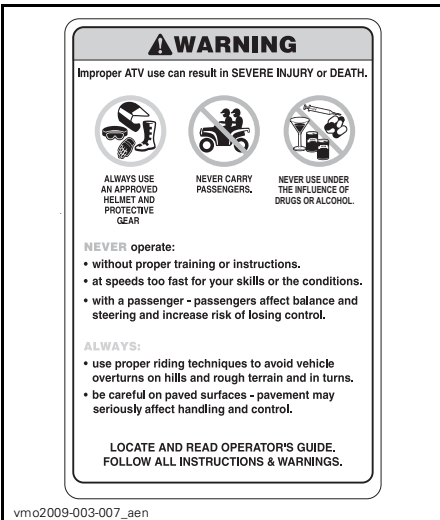 WARNING
Improper ATV use can result in SEVERE INJURY or DEATH.
ALWAYS USE
AN APPROVED
HELMET AND
PROTECTIVE
GEAR
NEVER CARRY
PASSENGERS.
NEVER USE UNDER
THE INFLUENCE OF
DRUGS OR ALCOHOL.
NEVER operate:
• without proper training or instructions.
• at speeds too fast for your skills or the conditions.
• with a passenger - passengers affect balance and
steering and increase risk of losing control.
ALWAYS:
• use proper riding techniques to avoid vehicle
overturns on hills and rough terrain and in turns.
• be careful on paved surfaces - pavement may
seriously affect handling and control.
LOCATE AND READ OPERATOR'S GUIDE.
FOLLOW ALL INSTRUCTIONS & WARNINGS.
vmo2009-003-007_aen